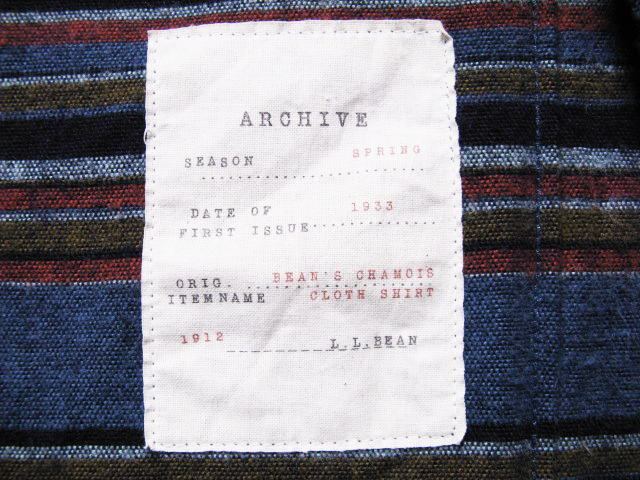 ARCHIVE
SEASON SPRING
DATE OF 1933
FIRST ISSUE
ORIG. BEAN'S CHAMOIS
ITEMNAME CLOTH SHIRT
1912 L.L.BEAN